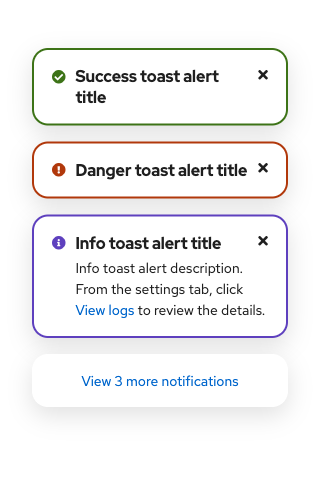 Success toast alert
title
Danger toast alert title
Info toast alert title
Info toast alert description.
From the settings tab, click
View logs to review the details.
View 3 more notifications